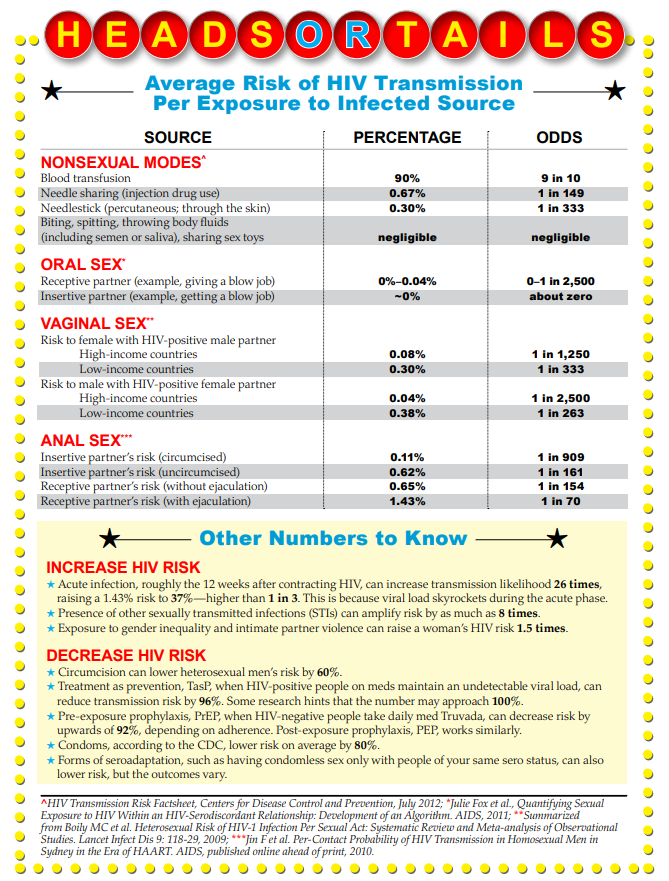 HEADS OR TAILS
Average Risk of HIV Transmission
Per Exposure to Infected Source
SOURCE PERCENTAGE ODDS
NONSEXUAL MODES^
Blood transfusion 90% 9 in 10
Needle sharing (injection drug use) 0.67% 1 in 149
Needlestick (percutaneous; through the skin) 0.30% 1 in 333
Biting, spitting, throwing body fluids
(including semen or saliva), sharing sex toys negligible negligible
ORAL SEX*
Receptive partner (example, giving a blow job) 0%–0.04% 0–1 in 2,500
Insertive partner (example, getting a blow job) ~0% about zero
VAGINAL SEX**
Risk to female with HIV-positive male partner
High-income countries 0.08% 1 in 1,250
Low-income countries 0.30% 1 in 333
Risk to male with HIV-positive female partner
High-income countries 0.04% 1 in 2,500
Low-income countries 0.38% 1 in 263
ANAL SEX***
Insertive partner's risk (circumcised) 0.11% 1 in 909
Insertive partner's risk (uncircumcised) 0.62% 1 in 161
Receptive partner's risk (without ejaculation) 0.65% 1 in 154
Receptive partner's risk (with ejaculation) 1.43% 1 in 70
Other Numbers to Know
INCREASE HIV RISK
★ Acute infection, roughly the 12 weeks after contracting HIV, can increase transmission likelihood 26 times,
raising a 1.43% risk to 37%—higher than 1 in 3. This is because viral load skyrockets during the acute phase.
★ Presence of other sexually transmitted infections (STIs) can amplify risk by as much as 8 times.
★ Exposure to gender inequality and intimate partner violence can raise a woman's HIV risk 1.5 times.
DECREASE HIV RISK
★ Circumcision can lower heterosexual men's risk by 60%.
★ Treatment as prevention, TasP, when HIV-positive people on meds maintain an undetectable viral load, can
reduce transmission risk by 96%. Some research hints that the number may approach 100%.
★ Pre-exposure prophylaxis, PrEP, when HIV-negative people take daily med Truvada, can decrease risk by
upwards of 92%, depending on adherence. Post-exposure prophylaxis, PEP, works similarly.
★ Condoms, according to the CDC, lower risk on average by 80%.
★ Forms of seroadaptation, such as having condomless sex only with people of your same sero status, can also
lower risk, but the outcomes vary.
^HIV Transmission Risk Factsheet, Centers for Disease Control and Prevention, July 2012; *Julie Fox et al., Quantifying Sexual
Exposure to HIV Within an HIV-Serodiscordant Relationship: Development of an Algorithm. AIDS, 2011; **Summarized
from Boily MC et al. Heterosexual Risk of HIV-1 Infection Per Sexual Act: Systematic Review and Meta-analysis of Observational
Studies. Lancet Infect Dis 9: 118-29, 2009; ***Jin F et al. Per-Contact Probability of HIV Transmission in Homosexual Men in
Sydney in the Era of HAART. AIDS, published online ahead of print, 2010.